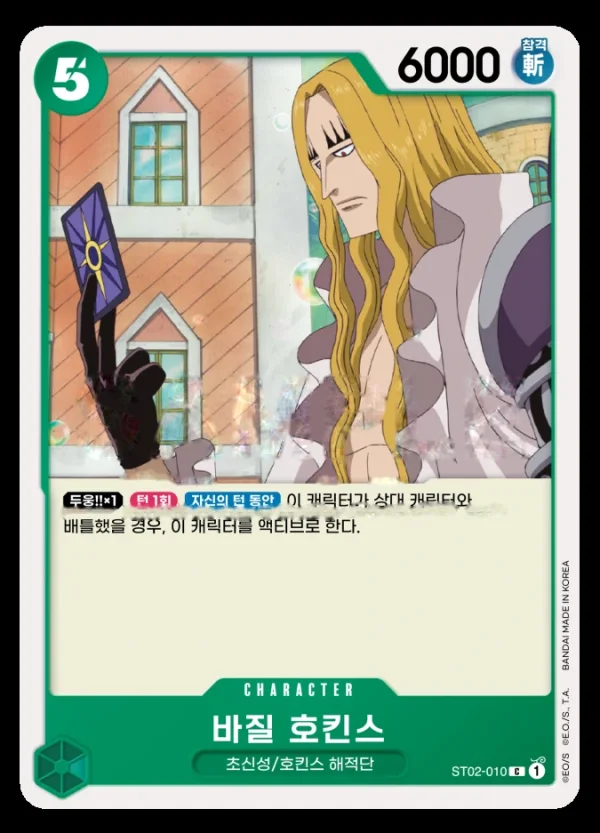 5
6000
참격
斬
두웅!!×1 턴 1회 자신의 턴 동안 이 캐릭터가 상대 캐릭터와
배틀했을 경우, 이 캐릭터를 액티브로 한다.
CHARACTER
바질 호킨스
초신성/호킨스 해적단
ST02-010 C 1
©EO/S ©E.O./S., T.A. BANDAI MADE IN KOREA